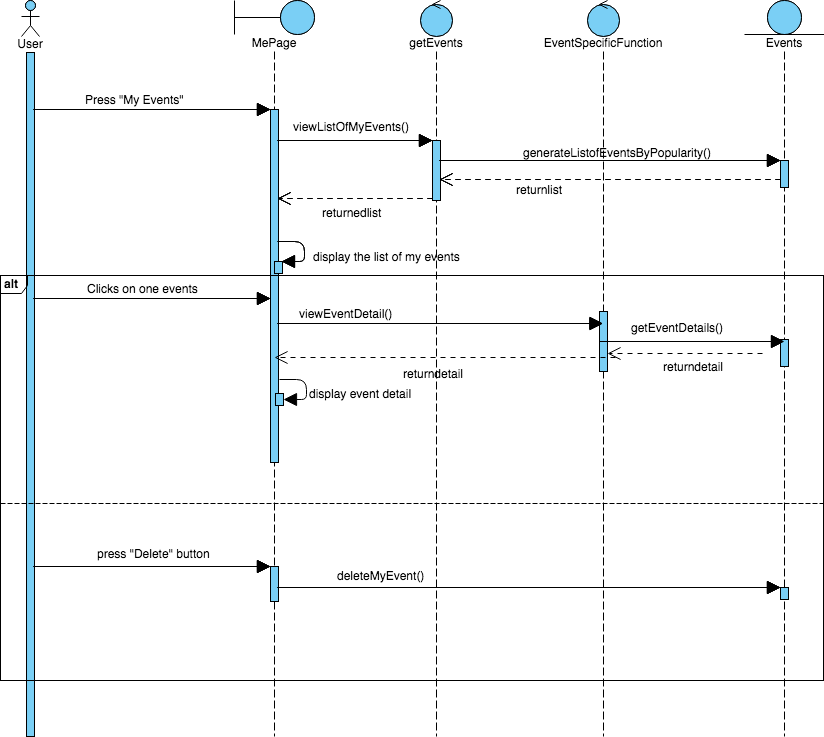 User
MePage
getEvents
EventSpecificFunction
Events
Press "My Events"
viewListOfMyEvents()
generateListofEventsByPopularity()
returnlist
returnedlist
display the list of my events
alt
Clicks on one events
viewEventDetail()
getEventDetails()
returndetail
returndetail
display event detail
press "Delete" button
deleteMyEvent()